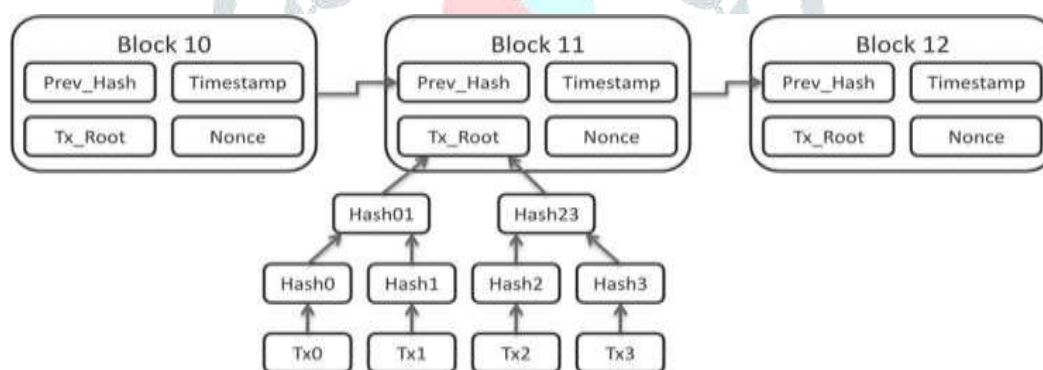 Block 10 Block 11 Block 12
Prev_Hash Timestamp Prev_Hash Timestamp Prev_Hash Timestamp
Tx_Root Nonce Tx_Root Nonce Tx_Root Nonce
Hash01 Hash23
Hash0 Hash1 Hash2 Hash3
Tx0 Tx1 Tx2 Tx3